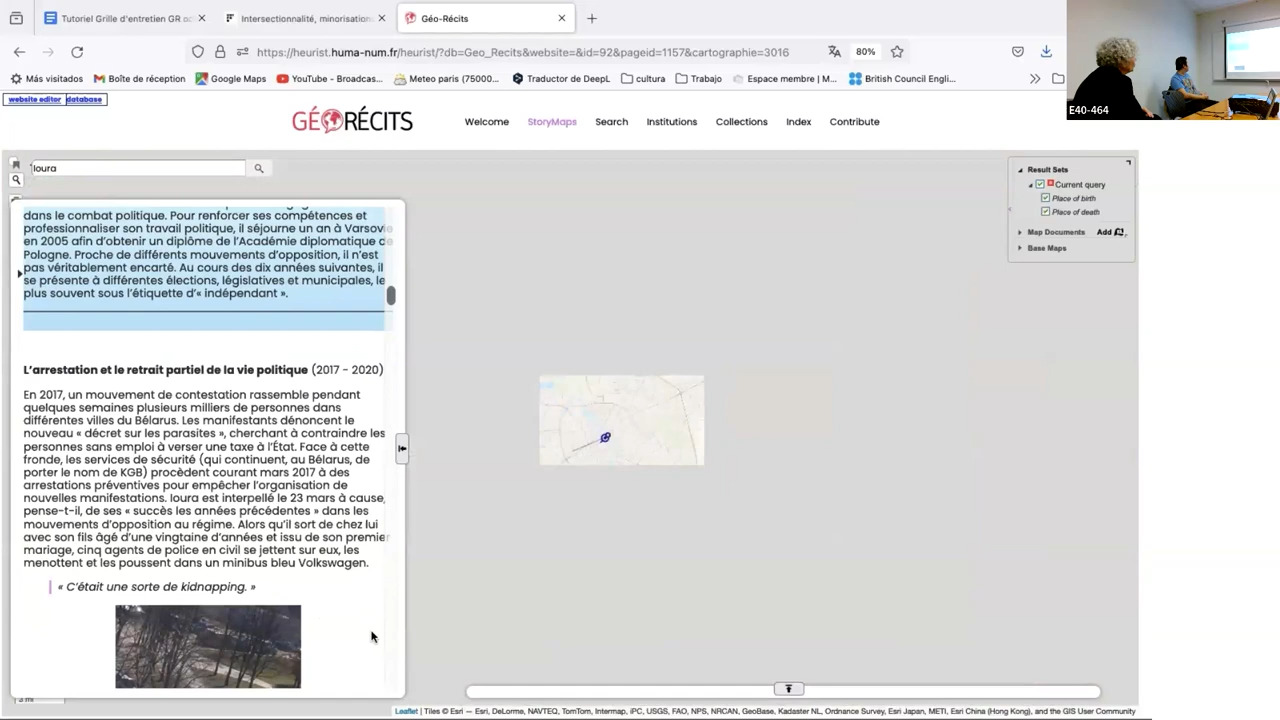 Tutoriel Grille d'entretien GR
Intersectionnalité, minorisation
Géo-Récits
https://heurist.huma-num.fr/heurist/?db=Geo_Recits&website=&id=92&pageid=1157&cartographie=3016
80%
Más visitados
Boîte de réception
Google Maps
YouTube - Broadcas...
Meteo paris (75000...
Traductor de DeepL
cultura
Trabajo
Espace membre | M...
British Council Engli...
website editor
database
GÉORÉCITS
Welcome
StoryMaps
Search
Institutions
Collections
Index
Contribute
E40-464
Ioura
dans le combat politique. Pour renforcer ses compétences et
professionnaliser son travail politique, il séjourne un an à Varsovie
en 2005 afin d'obtenir un diplôme de l'Académie diplomatique de
Pologne. Proche de différents mouvements d'opposition, il n'est
pas véritablement encarté. Au cours des dix années suivantes, il
se présente à différentes élections, législatives et municipales, le
plus souvent sous l'étiquette d'« indépendant ».
L'arrestation et le retrait partiel de la vie politique (2017 - 2020)
En 2017, un mouvement de contestation rassemble pendant
quelques semaines plusieurs milliers de personnes dans
différentes villes du Bélarus. Les manifestants dénoncent le
nouveau « décret sur les parasites », cherchant à contraindre les
personnes sans emploi à verser une taxe à l'État. Face à cette
fronde, les services de sécurité (qui continuent, au Bélarus, de
porter le nom de KGB) procèdent courant mars 2017 à des
arrestations préventives pour empêcher l'organisation de
nouvelles manifestations. Ioura est interpellé le 23 mars à cause,
pense-t-il, de ses « succès les années précédentes » dans les
mouvements d'opposition au régime. Alors qu'il sort de chez lui
avec son fils âgé d'une vingtaine d'années et issu de son premier
mariage, cinq agents de police en civil se jettent sur eux, les
menottent et les poussent dans un minibus bleu Volkswagen.
« C'était une sorte de kidnapping. »
Result Sets
Current query
Place of birth
Place of death
Map Documents
Add
Base Maps
Leaflet | Tiles © Esri — Esri, DeLorme, NAVTEQ, TomTom, Intermap, iPC, USGS, FAO, NPS, NRCAN, GeoBase, Kadaster NL, Ordnance Survey, Esri Japan, METI, Esri China (Hong Kong), and the GIS User Community